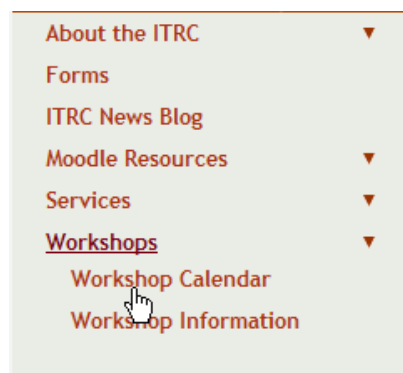 About the ITRC ▼
Forms
ITRC News Blog
Moodle Resources ▼
Services ▼
Workshops ▼
Workshop Calendar
Workshop Information